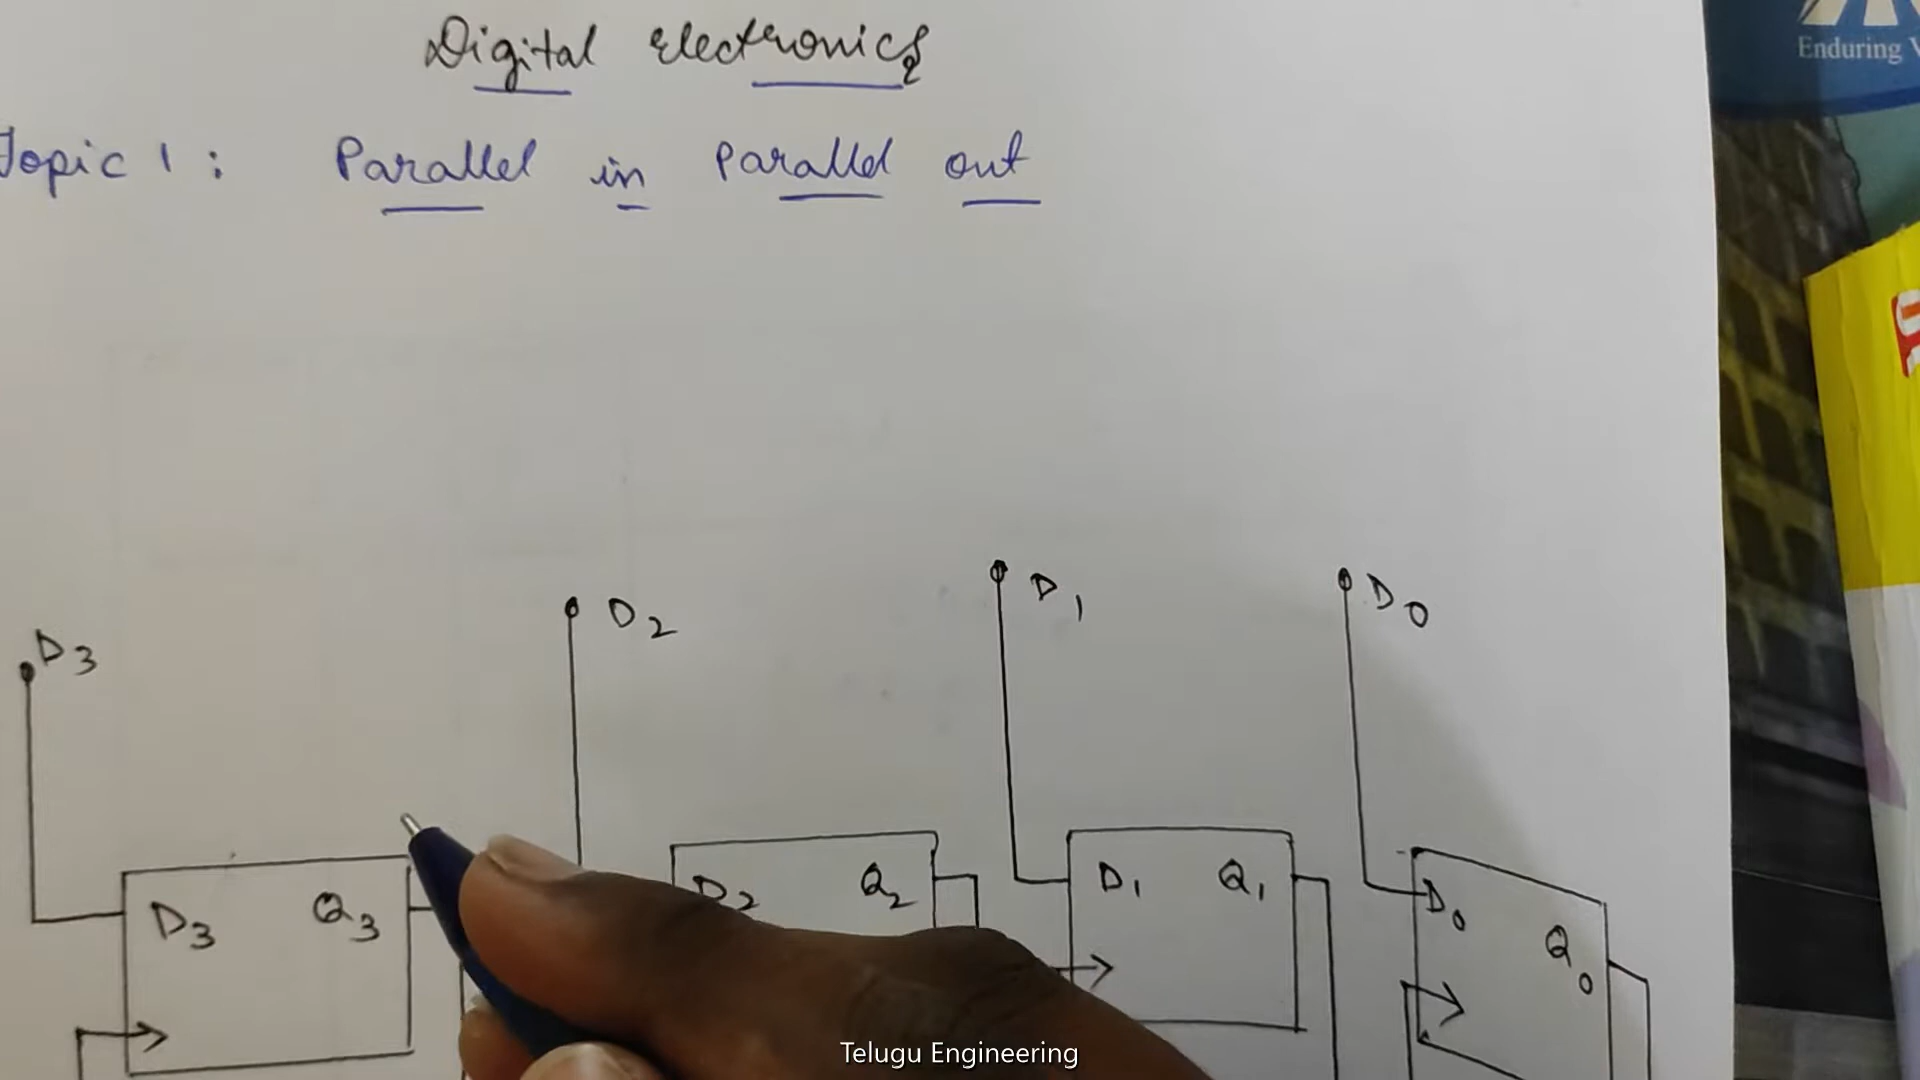 Digital electronics
Enduring
Topic 1 : Parallel in Parallel out
D3
D2
D1
D0
D3 Q3
D2 Q2
D1 Q1
D0 Q0
Telugu Engineering